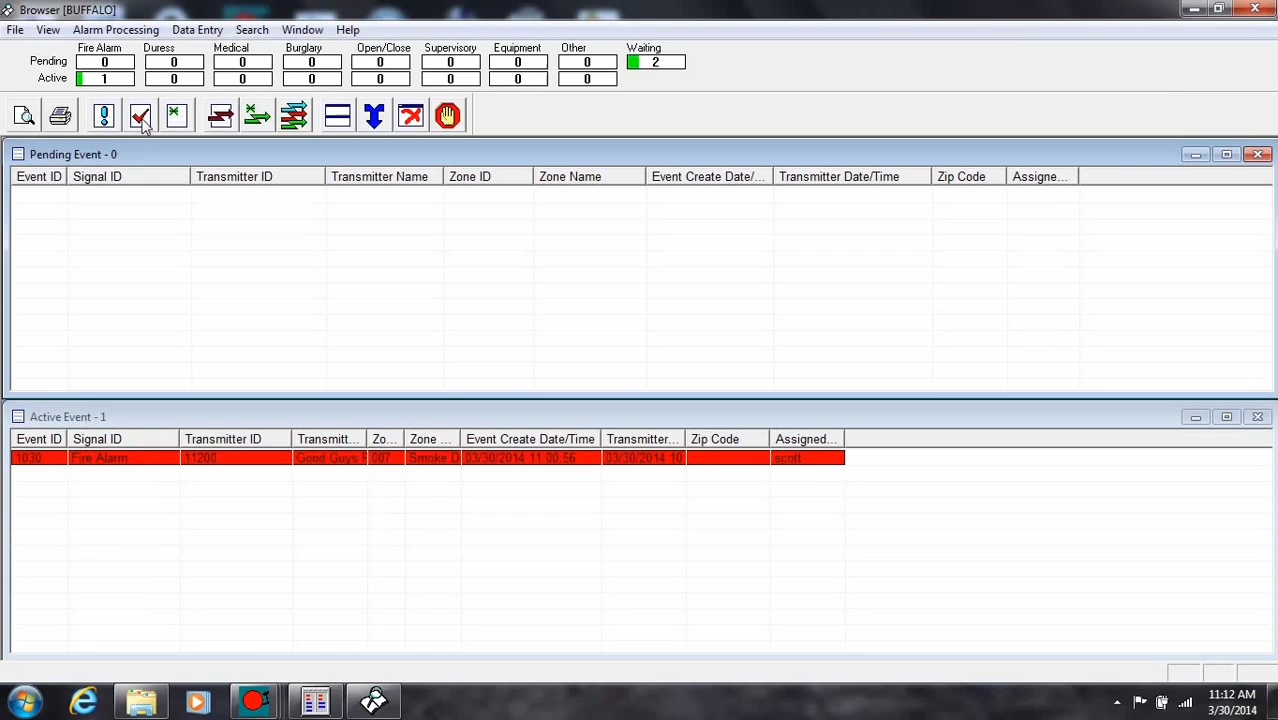 Browser [BUFFALO]
File View Alarm Processing Data Entry Search Window Help
Fire Alarm Duress Medical Burglary Open/Close Supervisory Equipment Other Waiting
Pending 0 0 0 0 0 0 0 0 2
Active 1 0 0 0 0 0 0 0
Pending Event - 0
Event ID Signal ID Transmitter ID Transmitter Name Zone ID Zone Name Event Create Date/... Transmitter Date/Time Zip Code Assigne...
Active Event - 1
Event ID Signal ID Transmitter ID Transmitt... Zo... Zone ... Event Create Date/Time Transmitter... Zip Code Assigned...
1030 Fire Alarm 11200 Good Guys F 007 Smoke D 03/30/2014 11:00:56 03/30/2014 10 scott
11:12 AM
3/30/2014